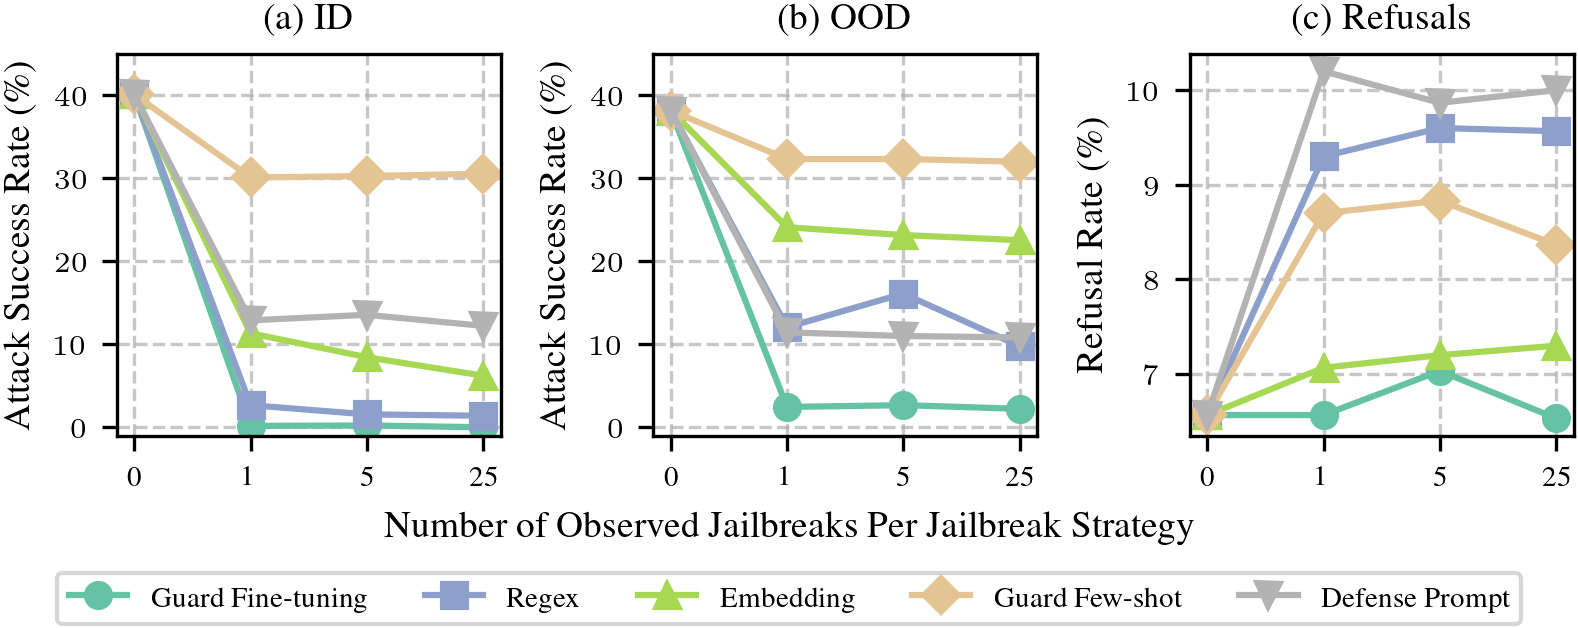 (a) ID
(b) OOD
(c) Refusals
Attack Success Rate (%)
40
30
20
10
0
0 1 5 25
Attack Success Rate (%)
40
30
20
10
0
0 1 5 25
Refusal Rate (%)
10
9
8
7
0 1 5 25
Number of Observed Jailbreaks Per Jailbreak Strategy
Guard Fine-tuning Regex Embedding Guard Few-shot Defense Prompt